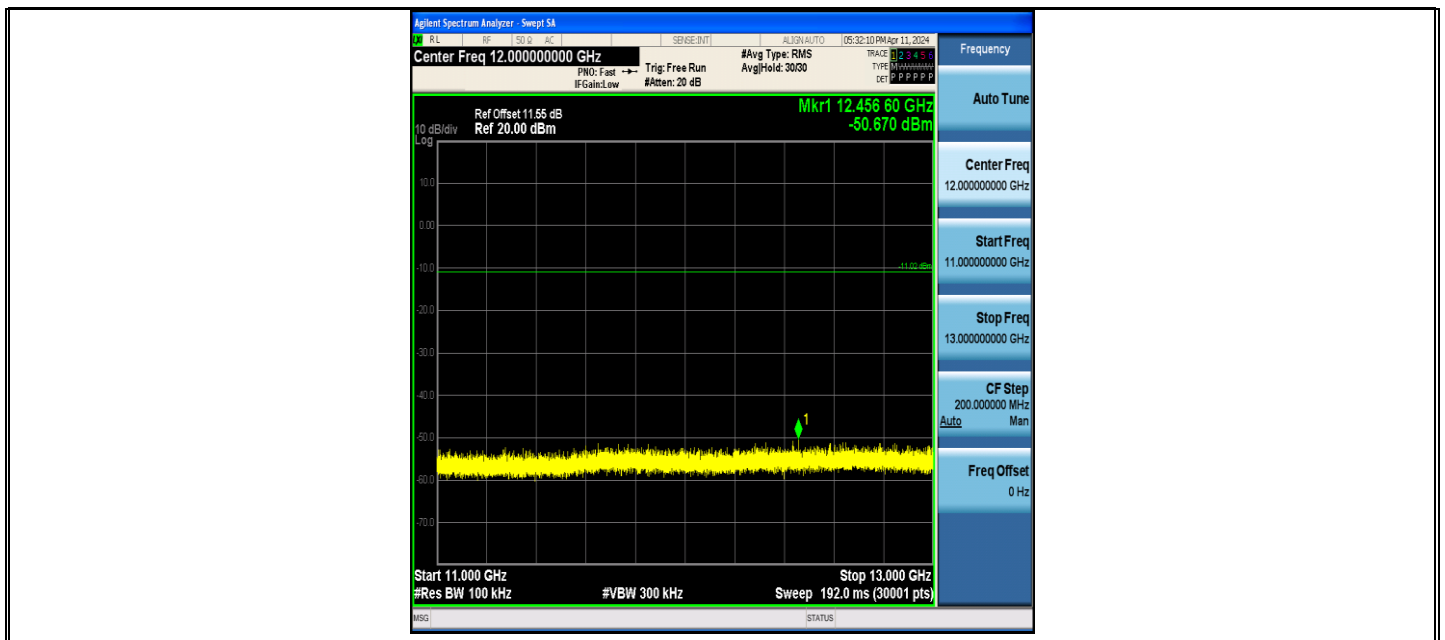 Agilent Spectrum Analyzer - Swept SA
RL RF 50 Ω AC SENSE:INT ALIGN AUTO 05:32:10 PM Apr 11, 2024
Center Freq 12.000000000 GHz
PNO: Fast
IFGain:Low
Trig: Free Run
#Atten: 20 dB
#Avg Type: RMS
Avg|Hold: 30/30
TRACE 1 2 3 4 5 6
TYPE M
DET P P P P P P
Mkr1 12.456 60 GHz
-50.670 dBm
Ref Offset 11.55 dB
10 dB/div Ref 20.00 dBm
Log
10.0
0.00
-10.0
-11.02 dBm
-20.0
-30.0
-40.0
1
-50.0
-60.0
-70.0
Start 11.000 GHz Stop 13.000 GHz
#Res BW 100 kHz #VBW 300 kHz Sweep 192.0 ms (30001 pts)
MSG STATUS
Frequency
Auto Tune
Center Freq
12.000000000 GHz
Start Freq
11.000000000 GHz
Stop Freq
13.000000000 GHz
CF Step
200.000000 MHz
Auto Man
Freq Offset
0 Hz